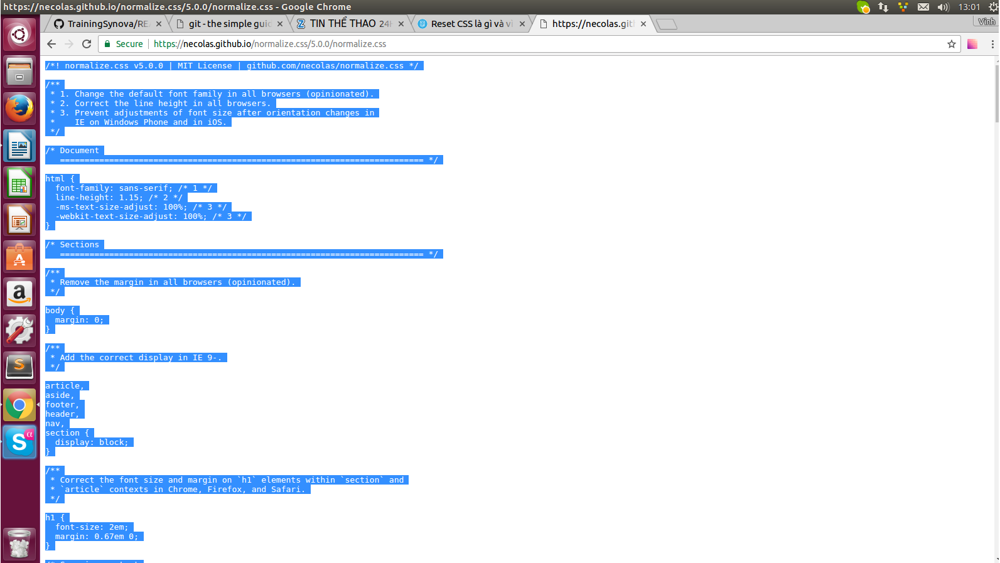 https://necolas.github.io/normalize.css/5.0.0/normalize.css - Google Chrome
13:01
TrainingSynova/RE
git - the simple guid
TIN THỂ THAO 24
Reset CSS là gì và vì
https://necolas.git
Vinh
Secure
https://necolas.github.io/normalize.css/5.0.0/normalize.css
/*! normalize.css v5.0.0 | MIT License | github.com/necolas/normalize.css */
/**
* 1. Change the default font family in all browsers (opinionated).
* 2. Correct the line height in all browsers.
* 3. Prevent adjustments of font size after orientation changes in
*    IE on Windows Phone and in iOS.
*/
/* Document
========================================================================== */
html {
font-family: sans-serif; /* 1 */
line-height: 1.15; /* 2 */
-ms-text-size-adjust: 100%; /* 3 */
-webkit-text-size-adjust: 100%; /* 3 */
}
/* Sections
========================================================================== */
/**
* Remove the margin in all browsers (opinionated).
*/
body {
margin: 0;
}
/**
* Add the correct display in IE 9-.
*/
article,
aside,
footer,
header,
nav,
section {
display: block;
}
/**
* Correct the font size and margin on `h1` elements within `section` and
* `article` contexts in Chrome, Firefox, and Safari.
*/
h1 {
font-size: 2em;
margin: 0.67em 0;
}